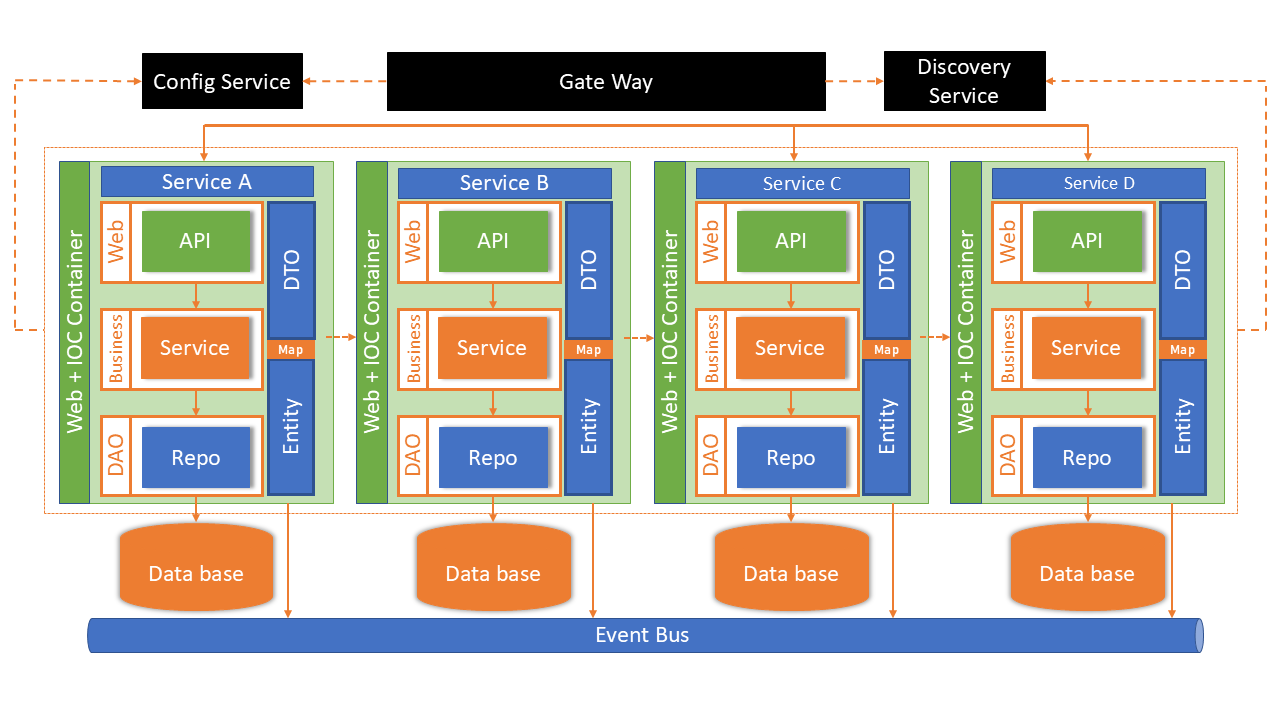 Config Service
Gate Way
Discovery
Service
Web + IOC Container
Service A
Web
API
DTO
Business
Service
Map
DAO
Repo
Entity
Data base
Web + IOC Container
Service B
Web
API
DTO
Business
Service
Map
DAO
Repo
Entity
Data base
Web + IOC Container
Service C
Web
API
DTO
Business
Service
Map
DAO
Repo
Entity
Data base
Web + IOC Container
Service D
Web
API
DTO
Business
Service
Map
DAO
Repo
Entity
Data base
Event Bus